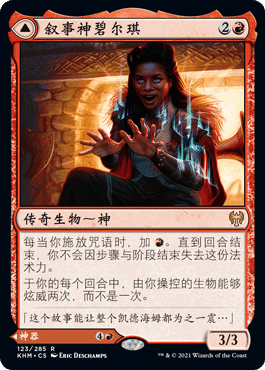 叙事神碧尔琪 2
传奇生物~神
每当你施放咒语时，加。直到回合结
束，你不会因步骤与阶段结束失去这份法
术力。
于你的每个回合中，由你操控的生物能够
炫威两次，而不是一次。
「这个故事能让整个凯德海姆都为之一震…」
神器 4
3/3
123/285 R
KHM • CS ERIC DESCHAMPS
™ & © 2021 Wizards of the Coast